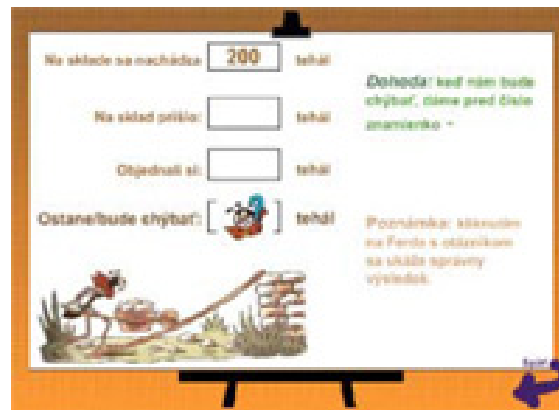 Na sklade sa nachádza 200 tehál
Na sklad prišlo: tehál
Objednali si: tehál
Ostane/bude chýbať: [ ] tehál
Dohoda: keď nám bude
chýbať, dáme pred číslo
znamienko -
Poznámka: kliknutím
na Ferda s otáznikom
sa ukáže správny
výsledok.
Späť